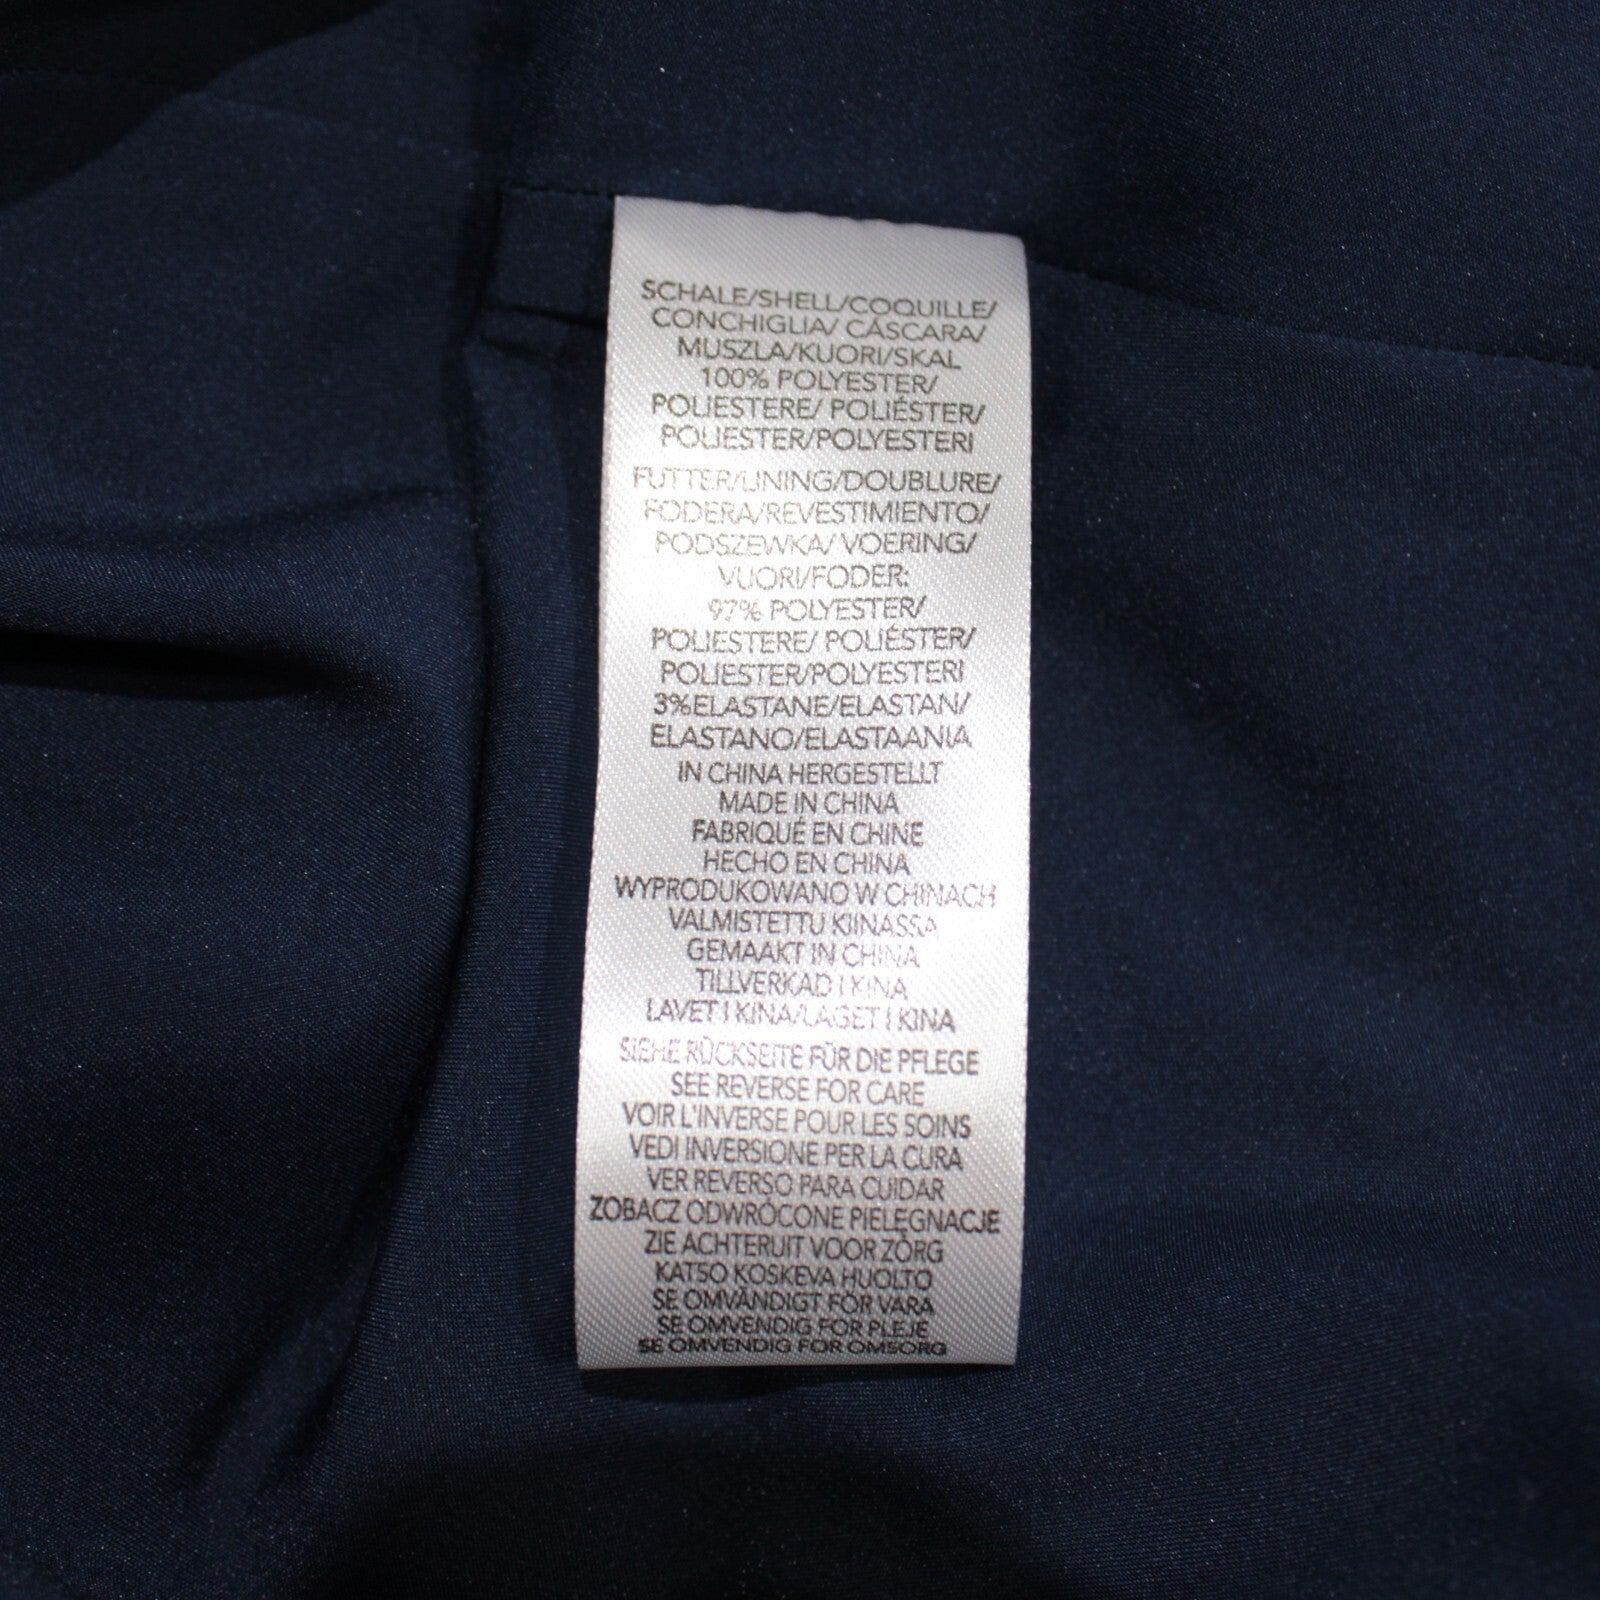 SCHALE/SHELL/COQUILLE/
CONCHIGLIA/ CÁSCARA/
MUSZLA/KUORI/SKAL
100% POLYESTER/
POLIESTERE/ POLIÉSTER/
POLIESTER/POLYESTERI
FUTTER/LINING/DOUBLURE/
FODERA/REVESTIMIENTO/
PODSZEWKA/ VOERING/
VUORI/FODER:
97% POLYESTER/
POLIESTERE/ POLIÉSTER/
POLIESTER/POLYESTERI
3%ELASTANE/ELASTAN/
ELASTANO/ELASTAANIA
IN CHINA HERGESTELLT
MADE IN CHINA
FABRIQUÉ EN CHINE
HECHO EN CHINA
WYPRODUKOWANO W CHINACH
VALMISTETTU KIINASSA
GEMAAKT IN CHINA
TILLVERKAD I KINA
LAVET I KINA/LAGET I KINA
SIEHE RÜCKSEITE FÜR DIE PFLEGE
SEE REVERSE FOR CARE
VOIR L'INVERSE POUR LES SOINS
VEDI INVERSIONE PER LA CURA
VER REVERSO PARA CUIDAR
ZOBACZ ODWRÓCONE PIELĘGNACJE
ZIE ACHTERUIT VOOR ZORG
KATSO KOSKEVA HUOLTO
SE OMVÄNDIGT FÖR VARA
SE OMVENDIG FOR PLEJE
SE OMVENDIG FOR OMSORG